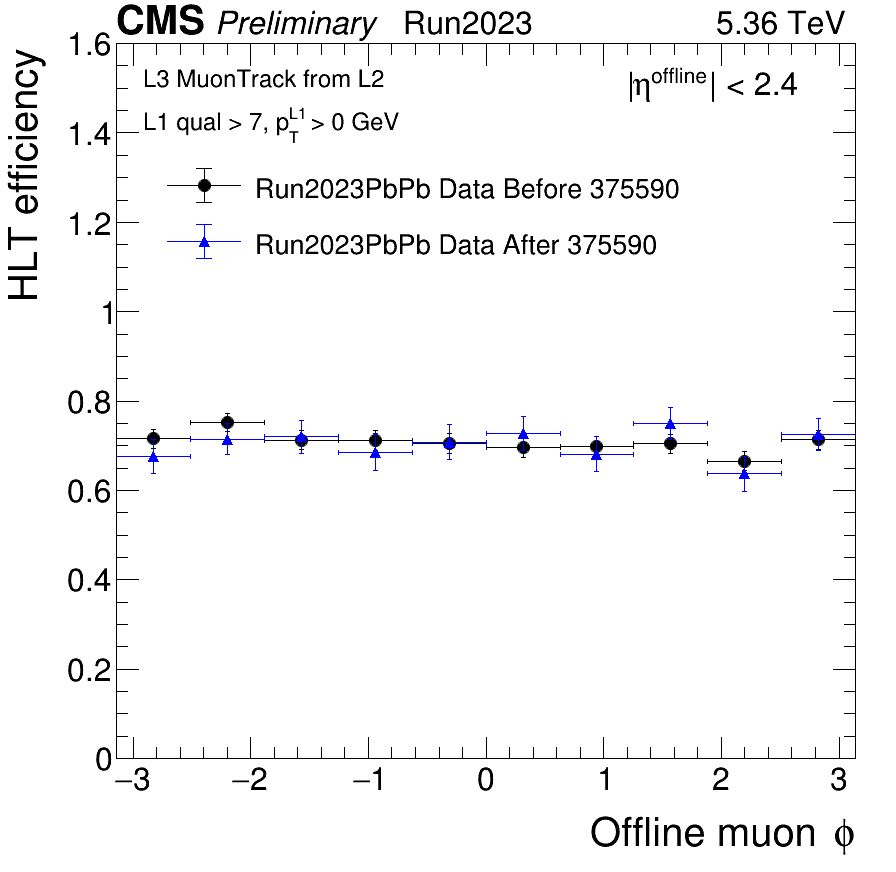 CMS Preliminary Run2023 5.36 TeV
L3 MuonTrack from L2
|η^offline| < 2.4
L1 qual > 7, p_T^L1 > 0 GeV
Run2023PbPb Data Before 375590
Run2023PbPb Data After 375590
HLT efficiency
1.6
1.4
1.2
1
0.8
0.6
0.4
0.2
0
−3 −2 −1 0 1 2 3
Offline muon ϕ